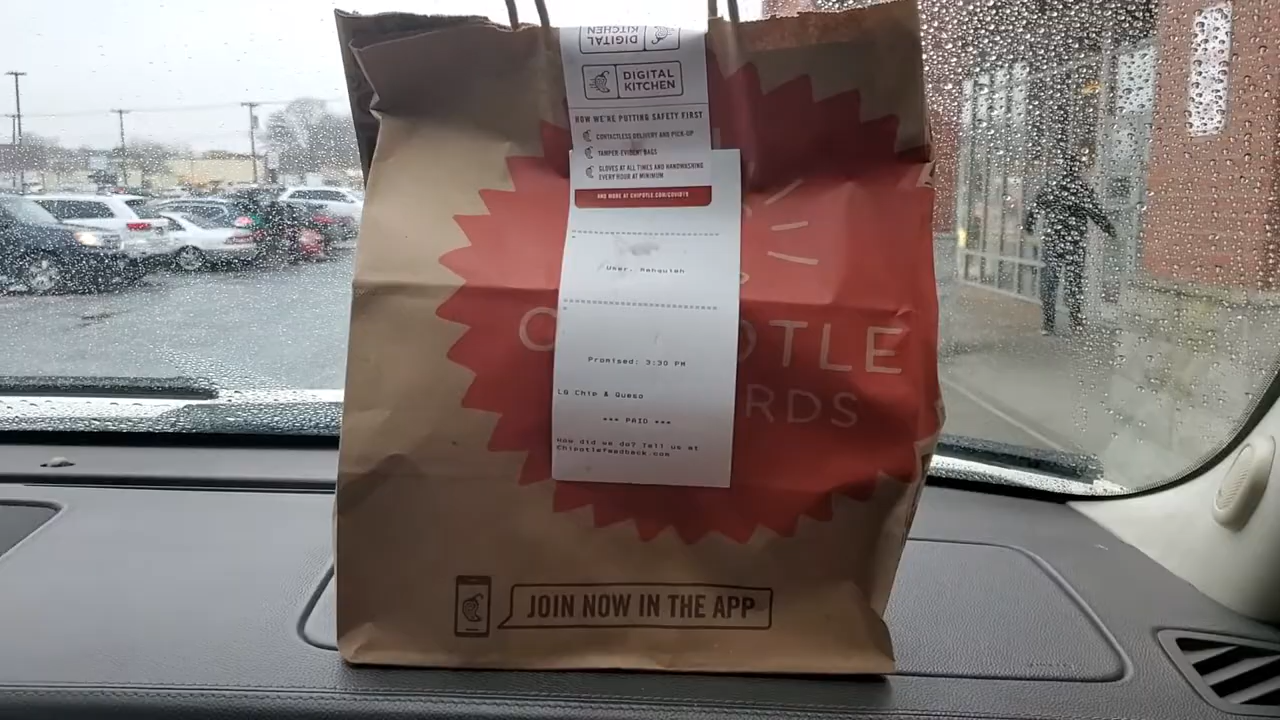 DIGITAL
KITCHEN
DIGITAL
KITCHEN
HOW WE'RE PUTTING SAFETY FIRST
CONTACTLESS DELIVERY AND PICK-UP
TAMPER-EVIDENT BAGS
GLOVES AT ALL TIMES AND HANDWASHING
EVERY HOUR AT MINIMUM
AND MORE AT CHIPOTLE.COM/COVID19
User:
C OTLE
RDS
Promised: 3:30 PM
LG Chip & Queso
*** PAID ***
How did we do? Tell us at
Chipotlefeedback.com
JOIN NOW IN THE APP